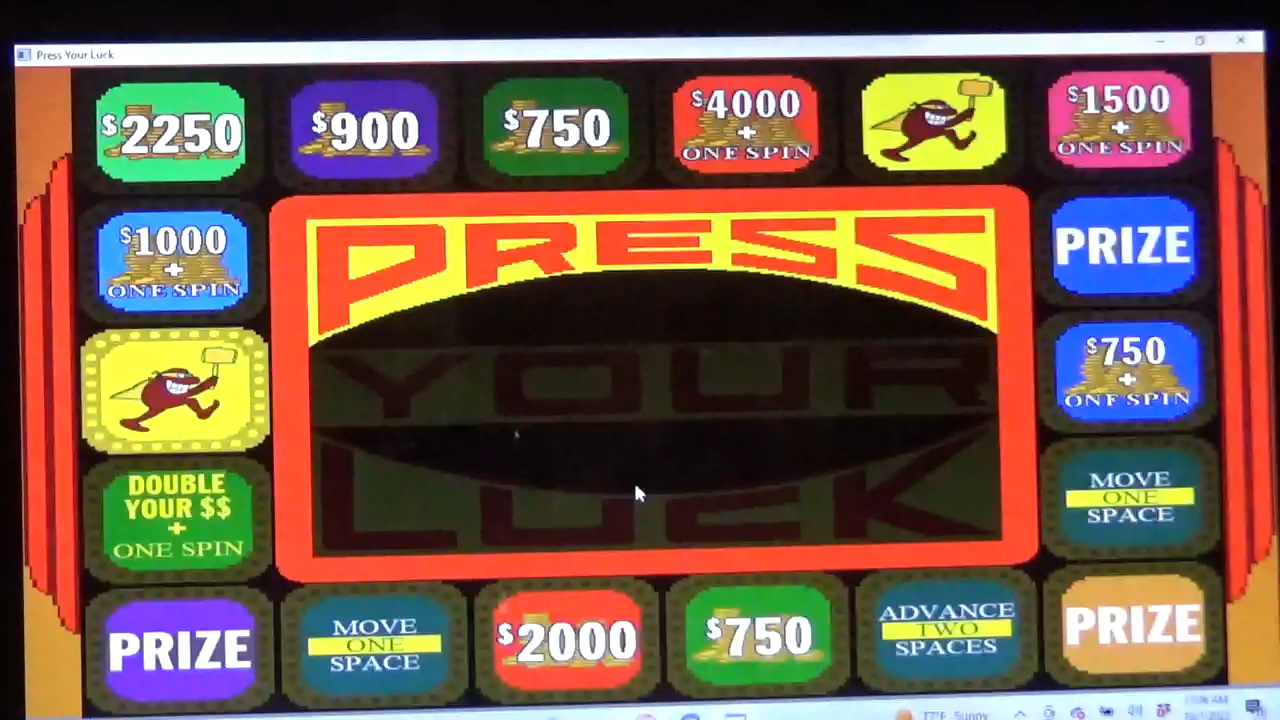 Press Your Luck
$2250
$900
$750
$4000
+
ONE SPIN
$1500
+
ONE SPIN
$1000
+
ONE SPIN
PRIZE
$750
+
ONE SPIN
DOUBLE
YOUR $$
+
ONE SPIN
MOVE
ONE
SPACE
PRIZE
MOVE
ONE
SPACE
$2000
$750
ADVANCE
TWO
SPACES
PRIZE
PRESS
YOUR
LUCK
77°F Sunny